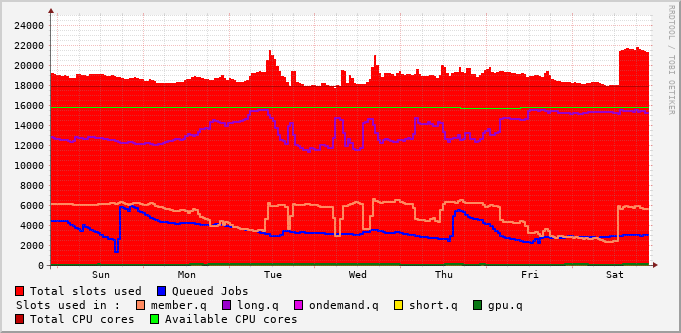 RRDTOOL / TOBI OETIKER
24000
22000
20000
18000
16000
14000
12000
10000
8000
6000
4000
2000
0
Sun Mon Tue Wed Thu Fri Sat
Total slots used Queued Jobs
Slots used in : member.q long.q ondemand.q short.q gpu.q
Total CPU cores Available CPU cores